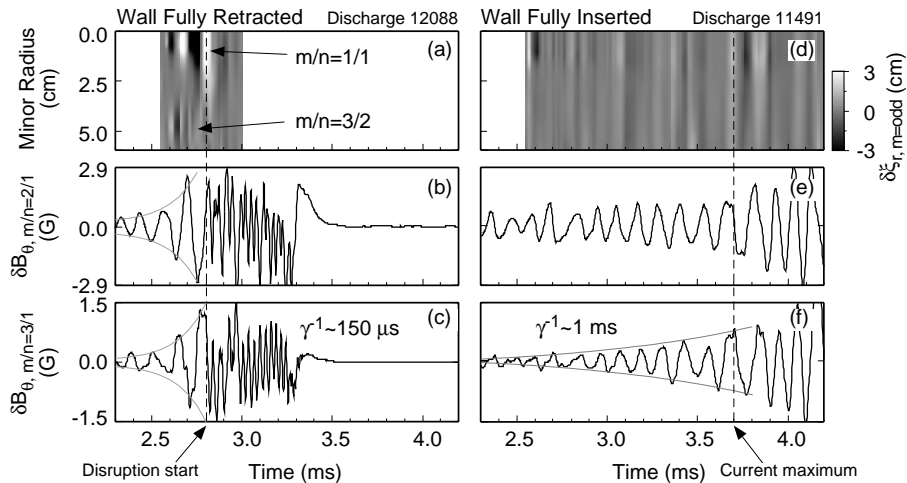 Wall Fully Retracted Discharge 12088
Wall Fully Inserted Discharge 11491
Minor Radius (cm)
0.0
2.5
5.0
(a)
m/n=1/1
m/n=3/2
(d)
3
0
-3
δξr, m=odd (cm)
δBθ, m/n=2/1 (G)
2.9
0.0
-2.9
(b)
(e)
δBθ, m/n=3/1 (G)
1.5
0.0
-1.5
(c)
γ-1~150 μs
(f)
γ-1~1 ms
2.5 3.0 3.5 4.0
2.5 3.0 3.5 4.0
Disruption start
Time (ms)
Time (ms)
Current maximum